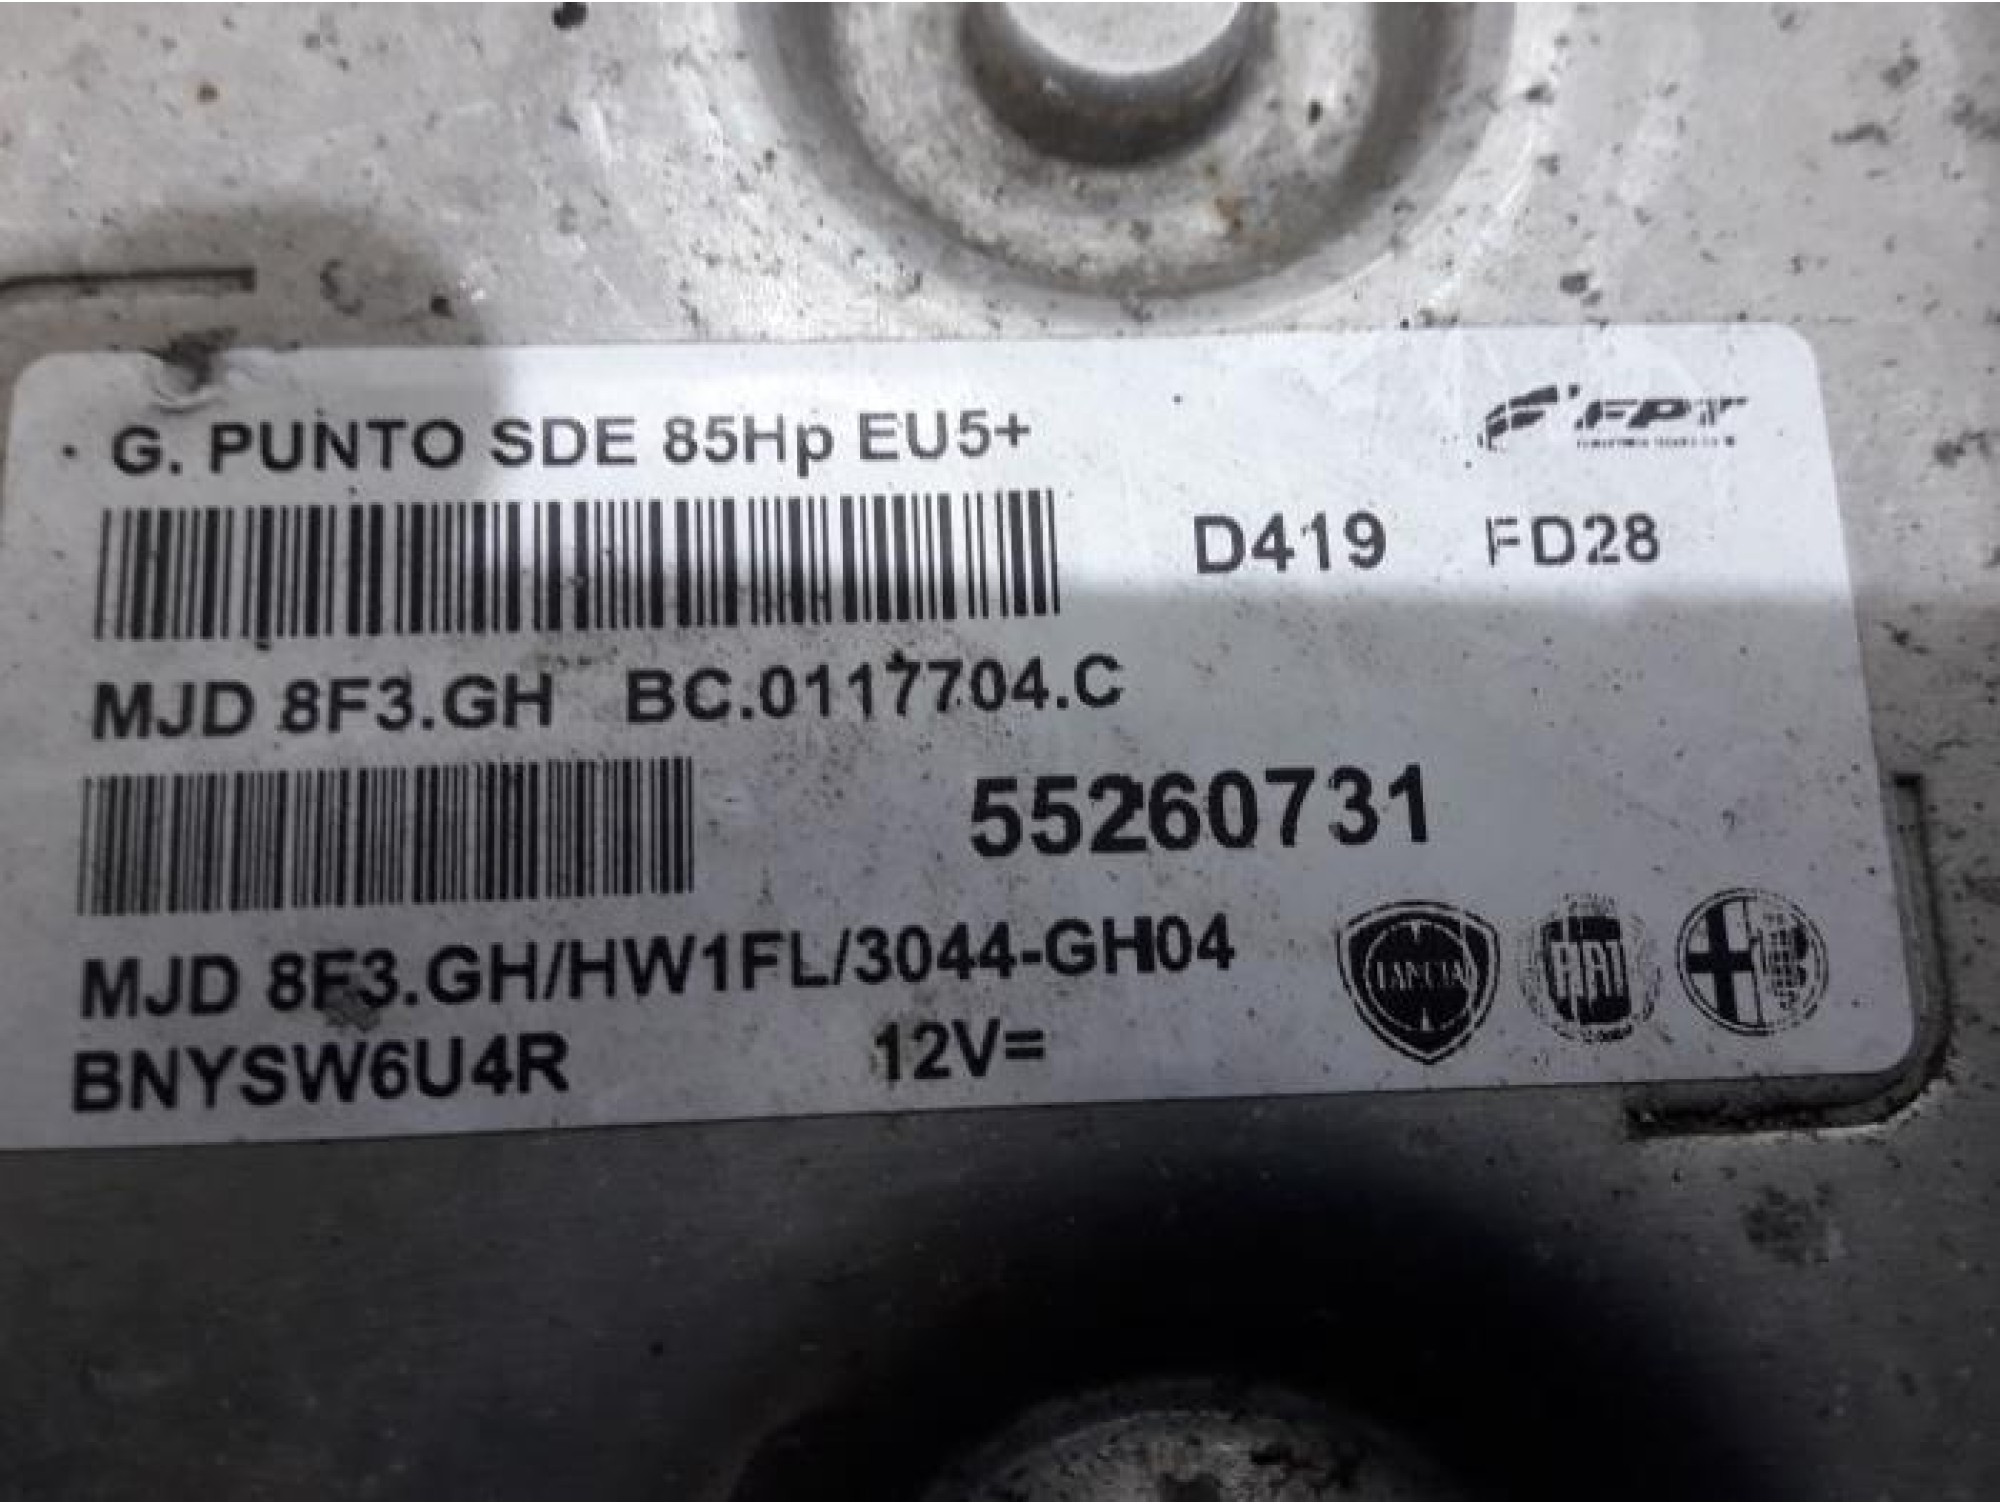 G. PUNTO SDE 85Hp EU5+
FPT
D419 FD28
MJD 8F3.GH BC.0117704.C
55260731
MJD 8F3.GH/HW1FL/3044-GH04
BNYSW6U4R 12V=
LANCIA